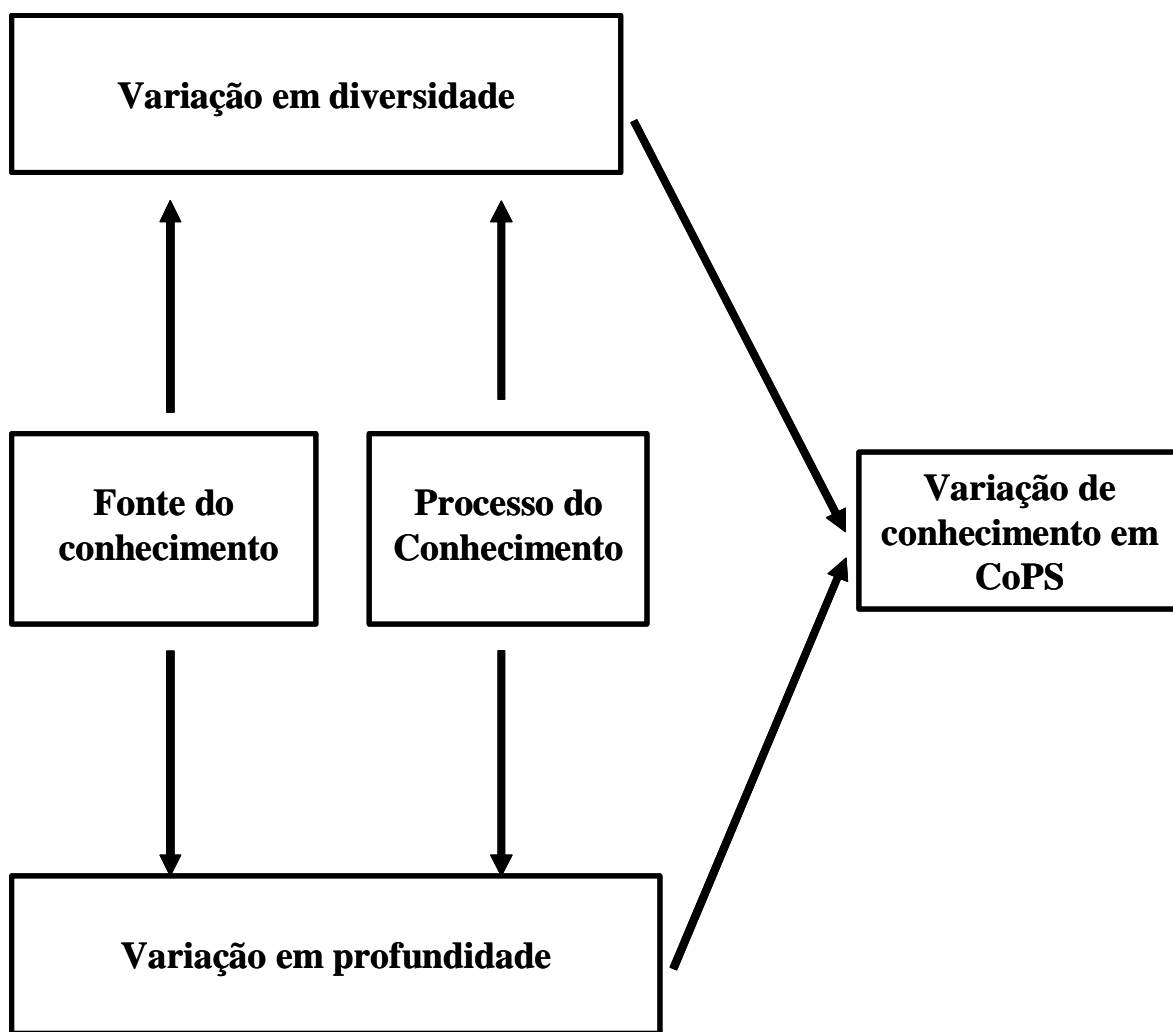 Variação em diversidade
Fonte do
conhecimento
Processo do
Conhecimento
Variação de
conhecimento em
CoPS
Variação em profundidade